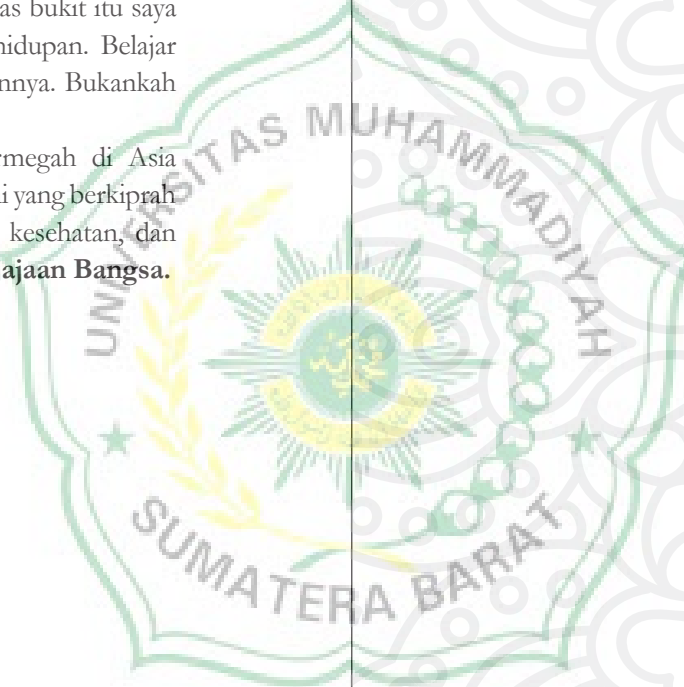 as bukit itu saya
hidupan. Belajar
nnya. Bukankah
rmegah di Asia
i yang berkiprah
kesehatan, dan
ajaan Bangsa.
UNIVERSITAS MUHAMMADIYAH
SUMATERA BARAT